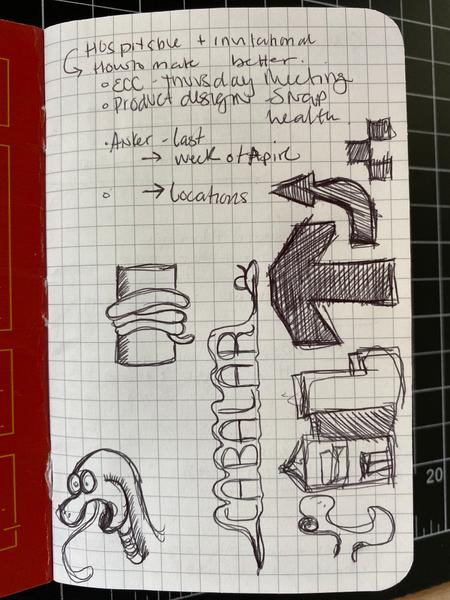 Hospitable + invitational
How to make better.
ECC - Thursday Meeting
Product design - Snap
health
Anker - last
→ week of Apirl
→ locations
CABALAR
20